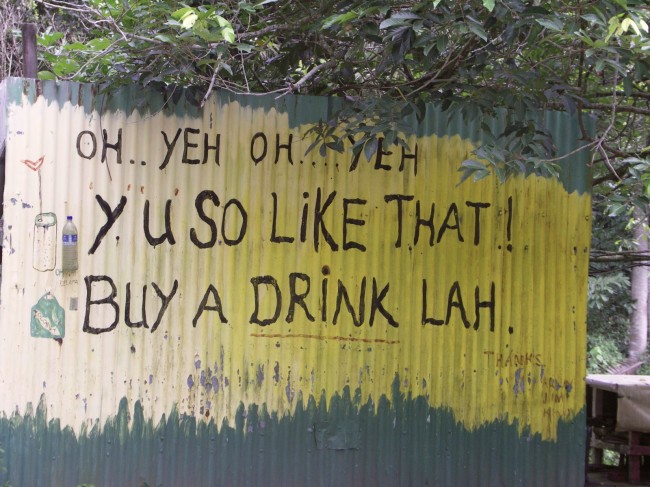 OH.. YEH OH.... YEH
Y U SO LiKE THAT!
BUY A DRiNK LAH.
THANKS